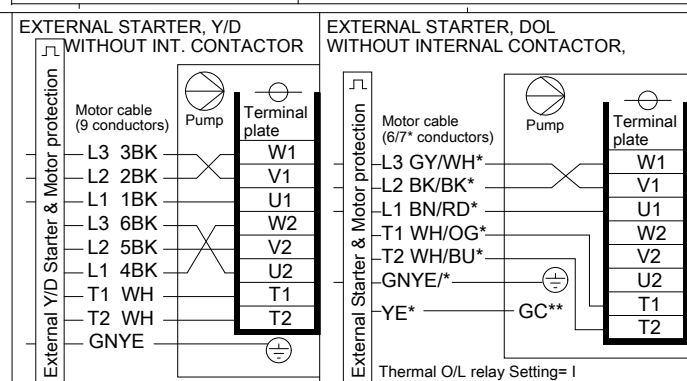 EXTERNAL STARTER, Y/D
WITHOUT INT. CONTACTOR
External Y/D Starter & Motor protection
Motor cable
(9 conductors)
Pump
Terminal
plate
L3 3BK
W1
L2 2BK
V1
L1 1BK
U1
L3 6BK
W2
L2 5BK
V2
L1 4BK
U2
T1 WH
T1
T2 WH
T2
GNYE
EXTERNAL STARTER, DOL
WITHOUT INTERNAL CONTACTOR,
External Starter & Motor protection
Motor cable
(6/7* conductors)
Pump
Terminal
plate
L3 GY/WH*
W1
L2 BK/BK*
V1
L1 BN/RD*
U1
T1 WH/OG*
W2
T2 WH/BU*
V2
GNYE/*
U2
YE*
GC**
T1
T2
Thermal O/L relay Setting= I